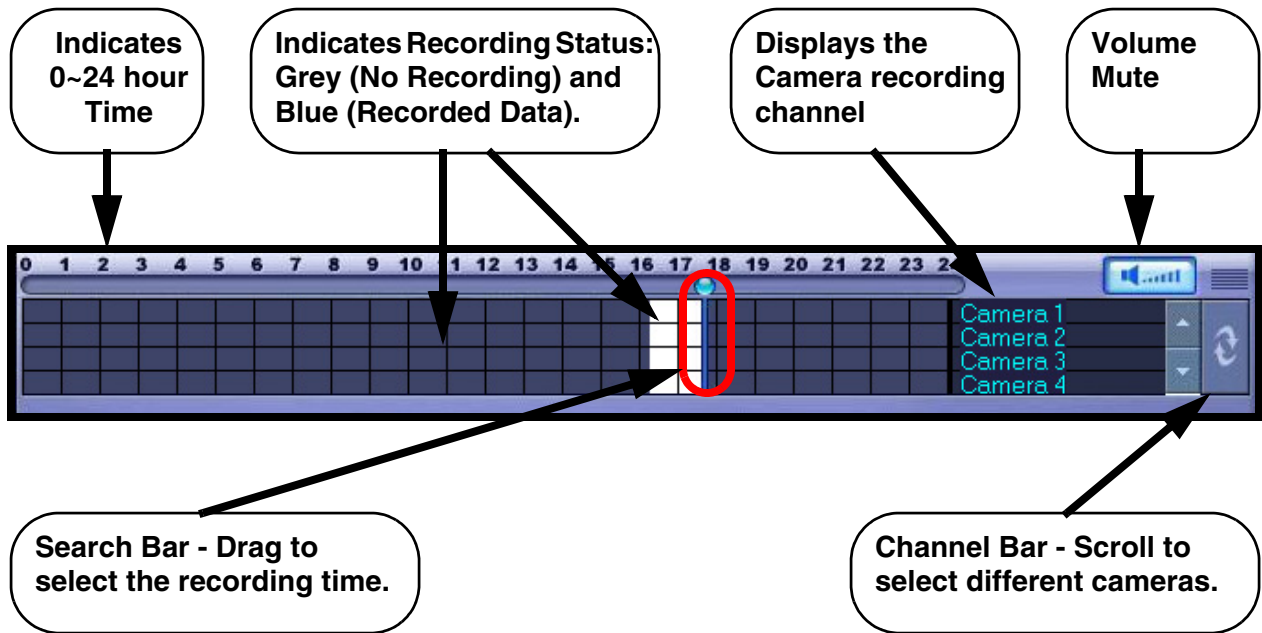 Indicates
0~24 hour
Time
Indicates Recording Status:
Grey (No Recording) and
Blue (Recorded Data).
Displays the
Camera recording
channel
Volume
Mute
0 1 2 3 4 5 6 7 8 9 10 11 12 13 14 15 16 17 18 19 20 21 22 23 2
Camera 1
Camera 2
Camera 3
Camera 4
Search Bar - Drag to
select the recording time.
Channel Bar - Scroll to
select different cameras.